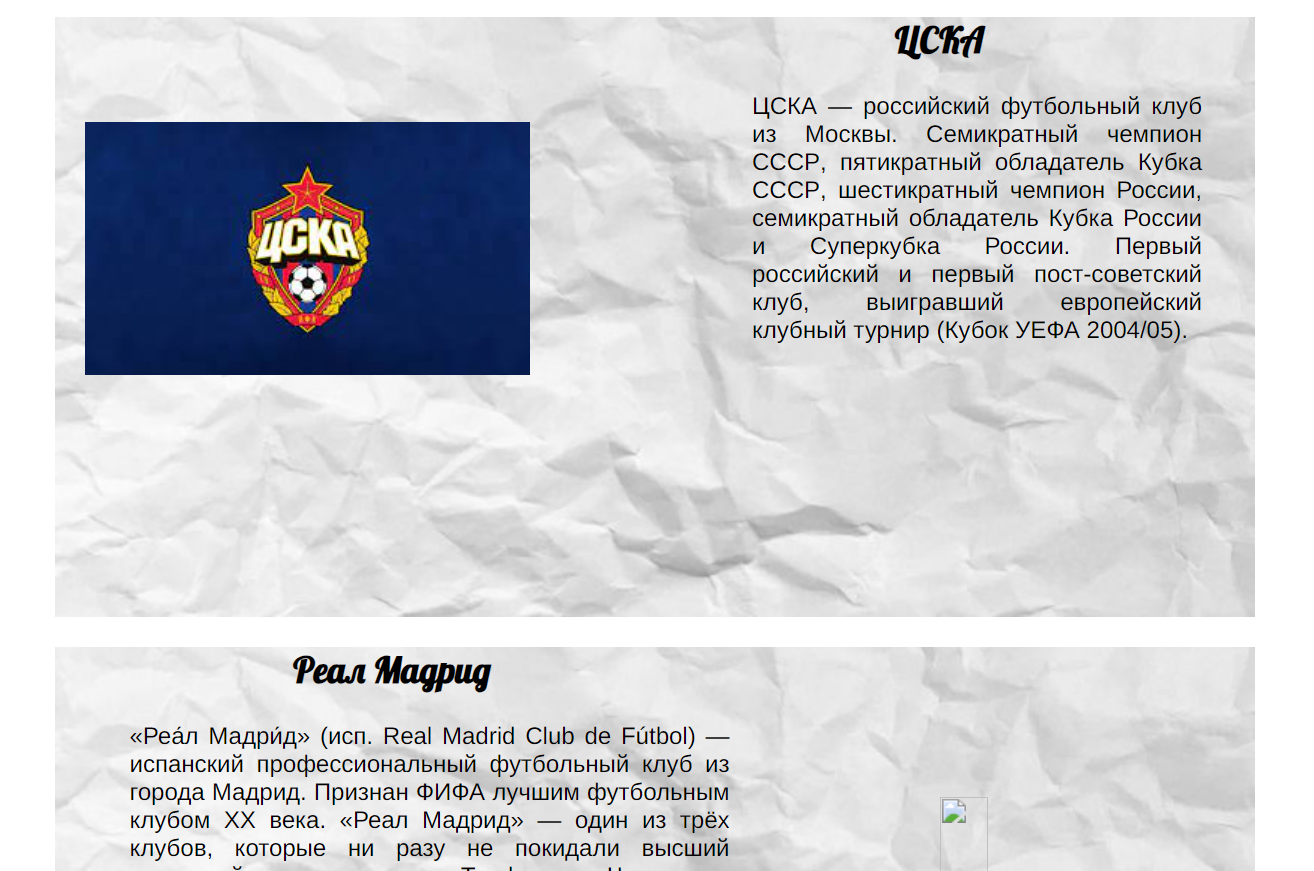 ЦСКА
ЦСКА — российский футбольный клуб
из Москвы. Семикратный чемпион
СССР, пятикратный обладатель Кубка
СССР, шестикратный чемпион России,
семикратный обладатель Кубка России
и Суперкубка России. Первый
российский и первый пост-советский
клуб, выигравший европейский
клубный турнир (Кубок УЕФА 2004/05).
ЦСКА
Реал Мадрид
«Реа́л Мадри́д» (исп. Real Madrid Club de Fútbol) —
испанский профессиональный футбольный клуб из
города Мадрид. Признан ФИФА лучшим футбольным
клубом XX века. «Реал Мадрид» — один из трёх
клубов, которые ни разу не покидали высший